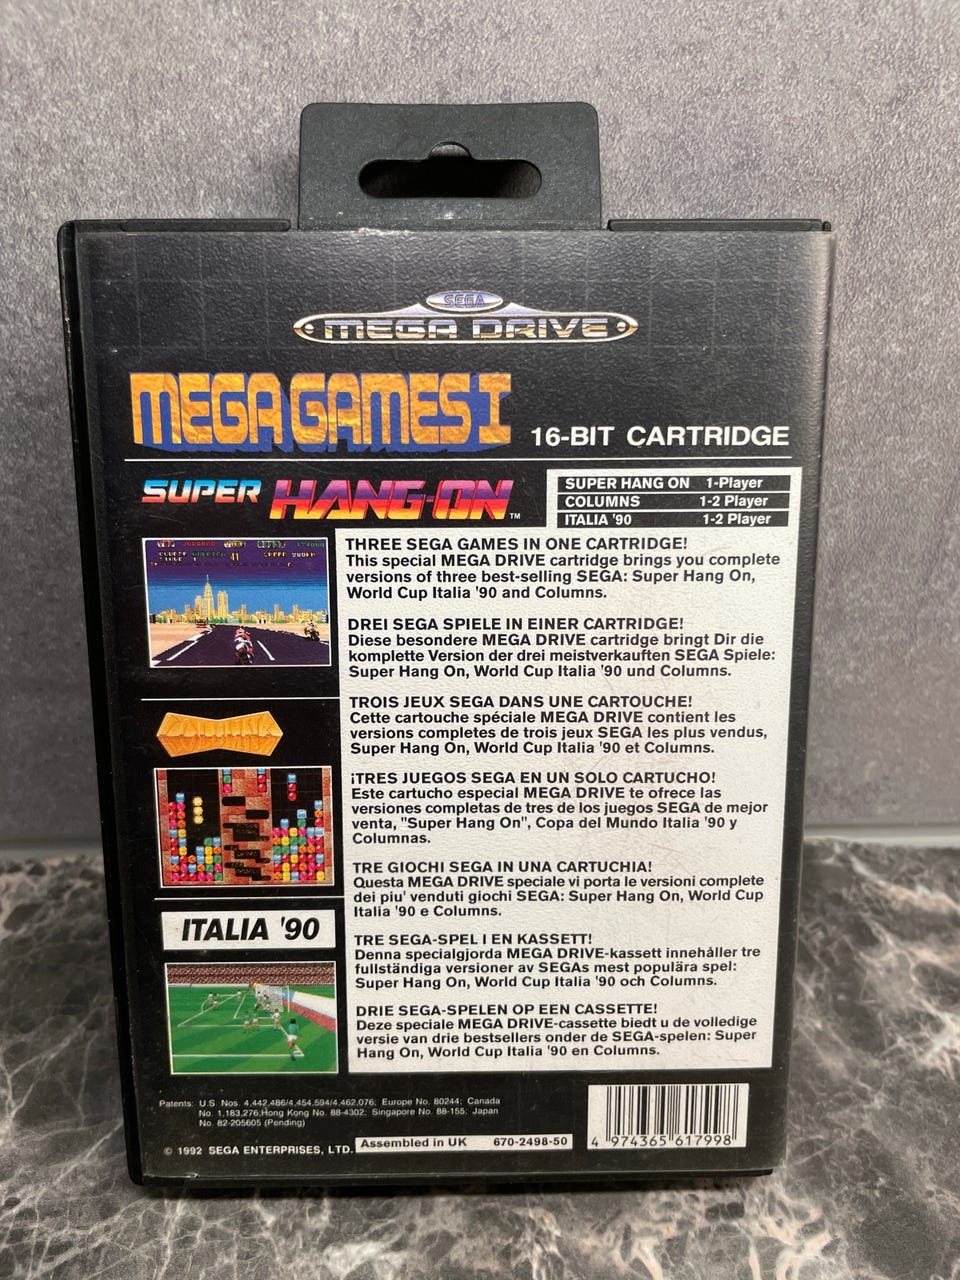 SEGA
MEGA DRIVE
MEGA GAMES I
16-BIT CARTRIDGE
SUPER HANG-ON™
SUPER HANG ON 1-Player
COLUMNS 1-2 Player
ITALIA '90 1-2 Player
THREE SEGA GAMES IN ONE CARTRIDGE!
This special MEGA DRIVE cartridge brings you complete
versions of three best-selling SEGA: Super Hang On,
World Cup Italia '90 and Columns.
DREI SEGA SPIELE IN EINER CARTRIDGE!
Diese besondere MEGA DRIVE cartridge bringt Dir die
komplette Version der drei meistverkauften SEGA Spiele:
Super Hang On, World Cup Italia '90 und Columns.
TROIS JEUX SEGA DANS UNE CARTOUCHE!
Cette cartouche spéciale MEGA DRIVE contient les
versions completes de trois jeux SEGA les plus vendus,
Super Hang On, World Cup Italia '90 et Columns.
¡TRES JUEGOS SEGA EN UN SOLO CARTUCHO!
Este cartucho especial MEGA DRIVE te ofrece las
versiones completas de tres de los juegos SEGA de mejor
venta, "Super Hang On", Copa del Mundo Italia '90 y
Columnas.
TRE GIOCHI SEGA IN UNA CARTUCHIA!
Questa MEGA DRIVE speciale vi porta le versioni complete
dei piu' venduti giochi SEGA: Super Hang On, World Cup
Italia '90 e Columns.
TRE SEGA-SPEL I EN KASSETT!
Denna specialgjorda MEGA DRIVE-kassett innehåller tre
fullständiga versioner av SEGAs mest populära spel:
Super Hang On, World Cup Italia '90 och Columns.
DRIE SEGA-SPELEN OP EEN CASSETTE!
Deze speciale MEGA DRIVE-cassette biedt u de volledige
versie van drie bestsellers onder de SEGA-spelen: Super
Hang On, World Cup Italia '90 en Columns.
COLUMNS
ITALIA '90
Patents: U.S. Nos. 4,442,486/4,454,594/4,462,076; Europe No. 80244; Canada
No. 1,183,276;Hong Kong No. 88-4302; Singapore No. 88-155; Japan
No. 82-205605 (Pending)
© 1992 SEGA ENTERPRISES, LTD.
Assembled in UK 670-2498-50
4 974365 617998